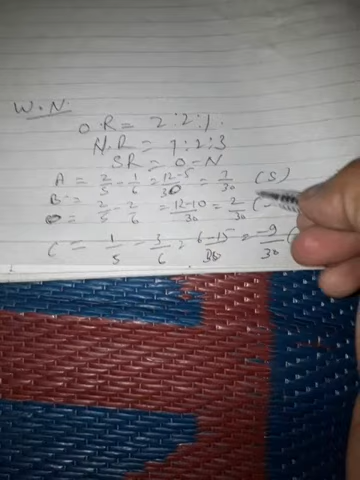 W.N.
O.R = 2:2:1.
N.R = 1:2:3
SR = O-N
A = 2/5 - 1/6 = 12-5/30 = 7/30 (S)
B = 2/5 - 2/6 = 12-10/30 = 2/30 (
C = 1/5 - 3/6 = 6-15/30 = -9/30 (